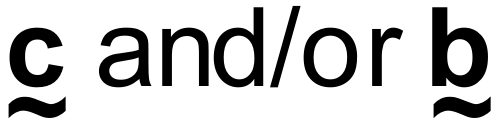 c̰ and/or b̰